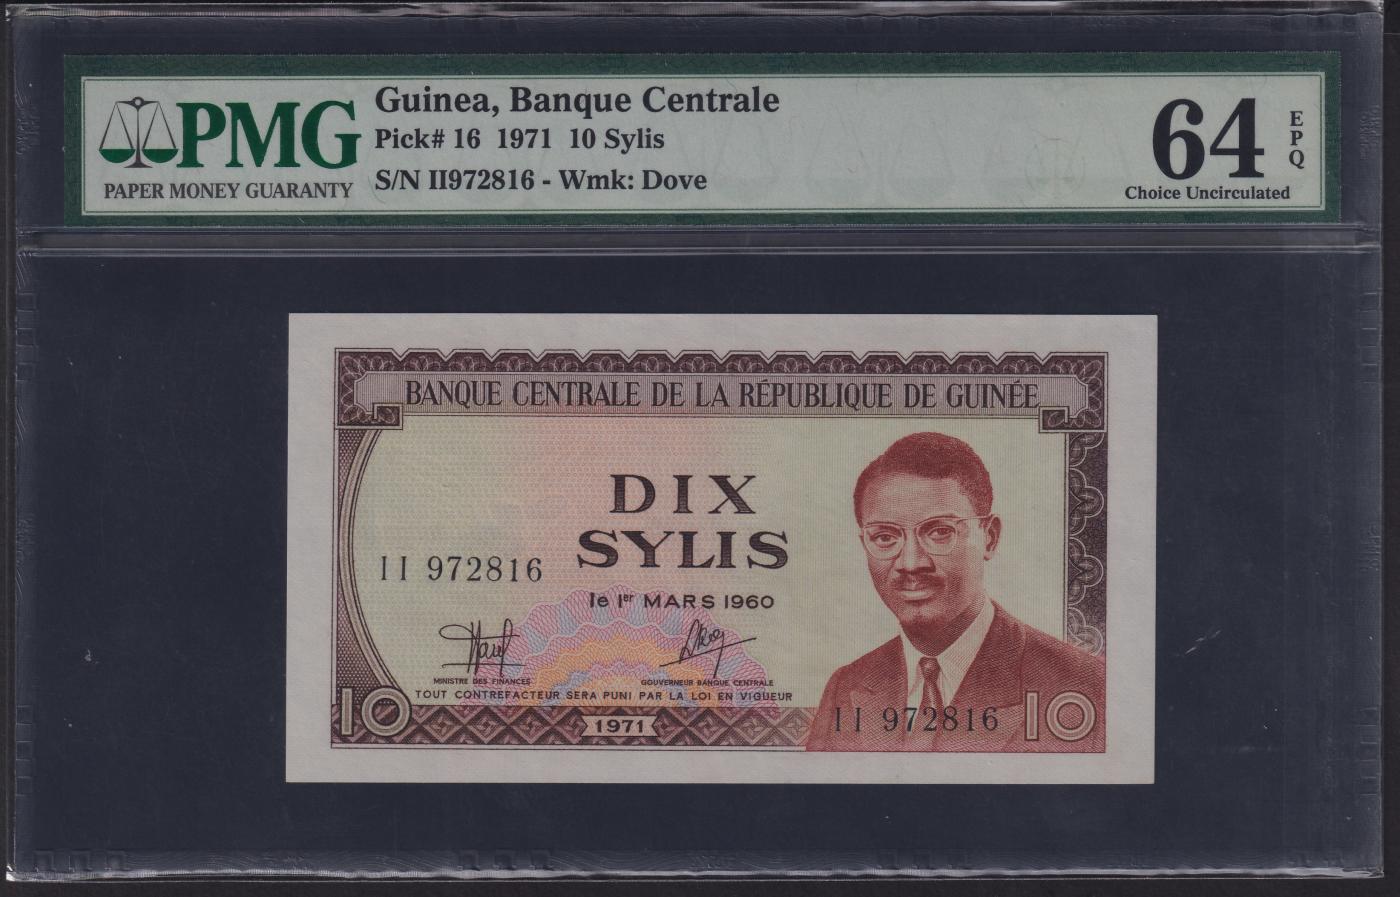 PMG
PAPER MONEY GUARANTY
Guinea, Banque Centrale
Pick# 16 1971 10 Sylis
S/N II972816 - Wmk: Dove
64
EPQ
Choice Uncirculated
BANQUE CENTRALE DE LA RÉPUBLIQUE DE GUINÉE
DIX
SYLIS
II 972816
le 1er MARS 1960
MINISTRE DES FINANCES
GOUVERNEUR BANQUE CENTRALE
TOUT CONTREFACTEUR SERA PUNI PAR LA LOI EN VIGUEUR
10
1971
II 972816
10